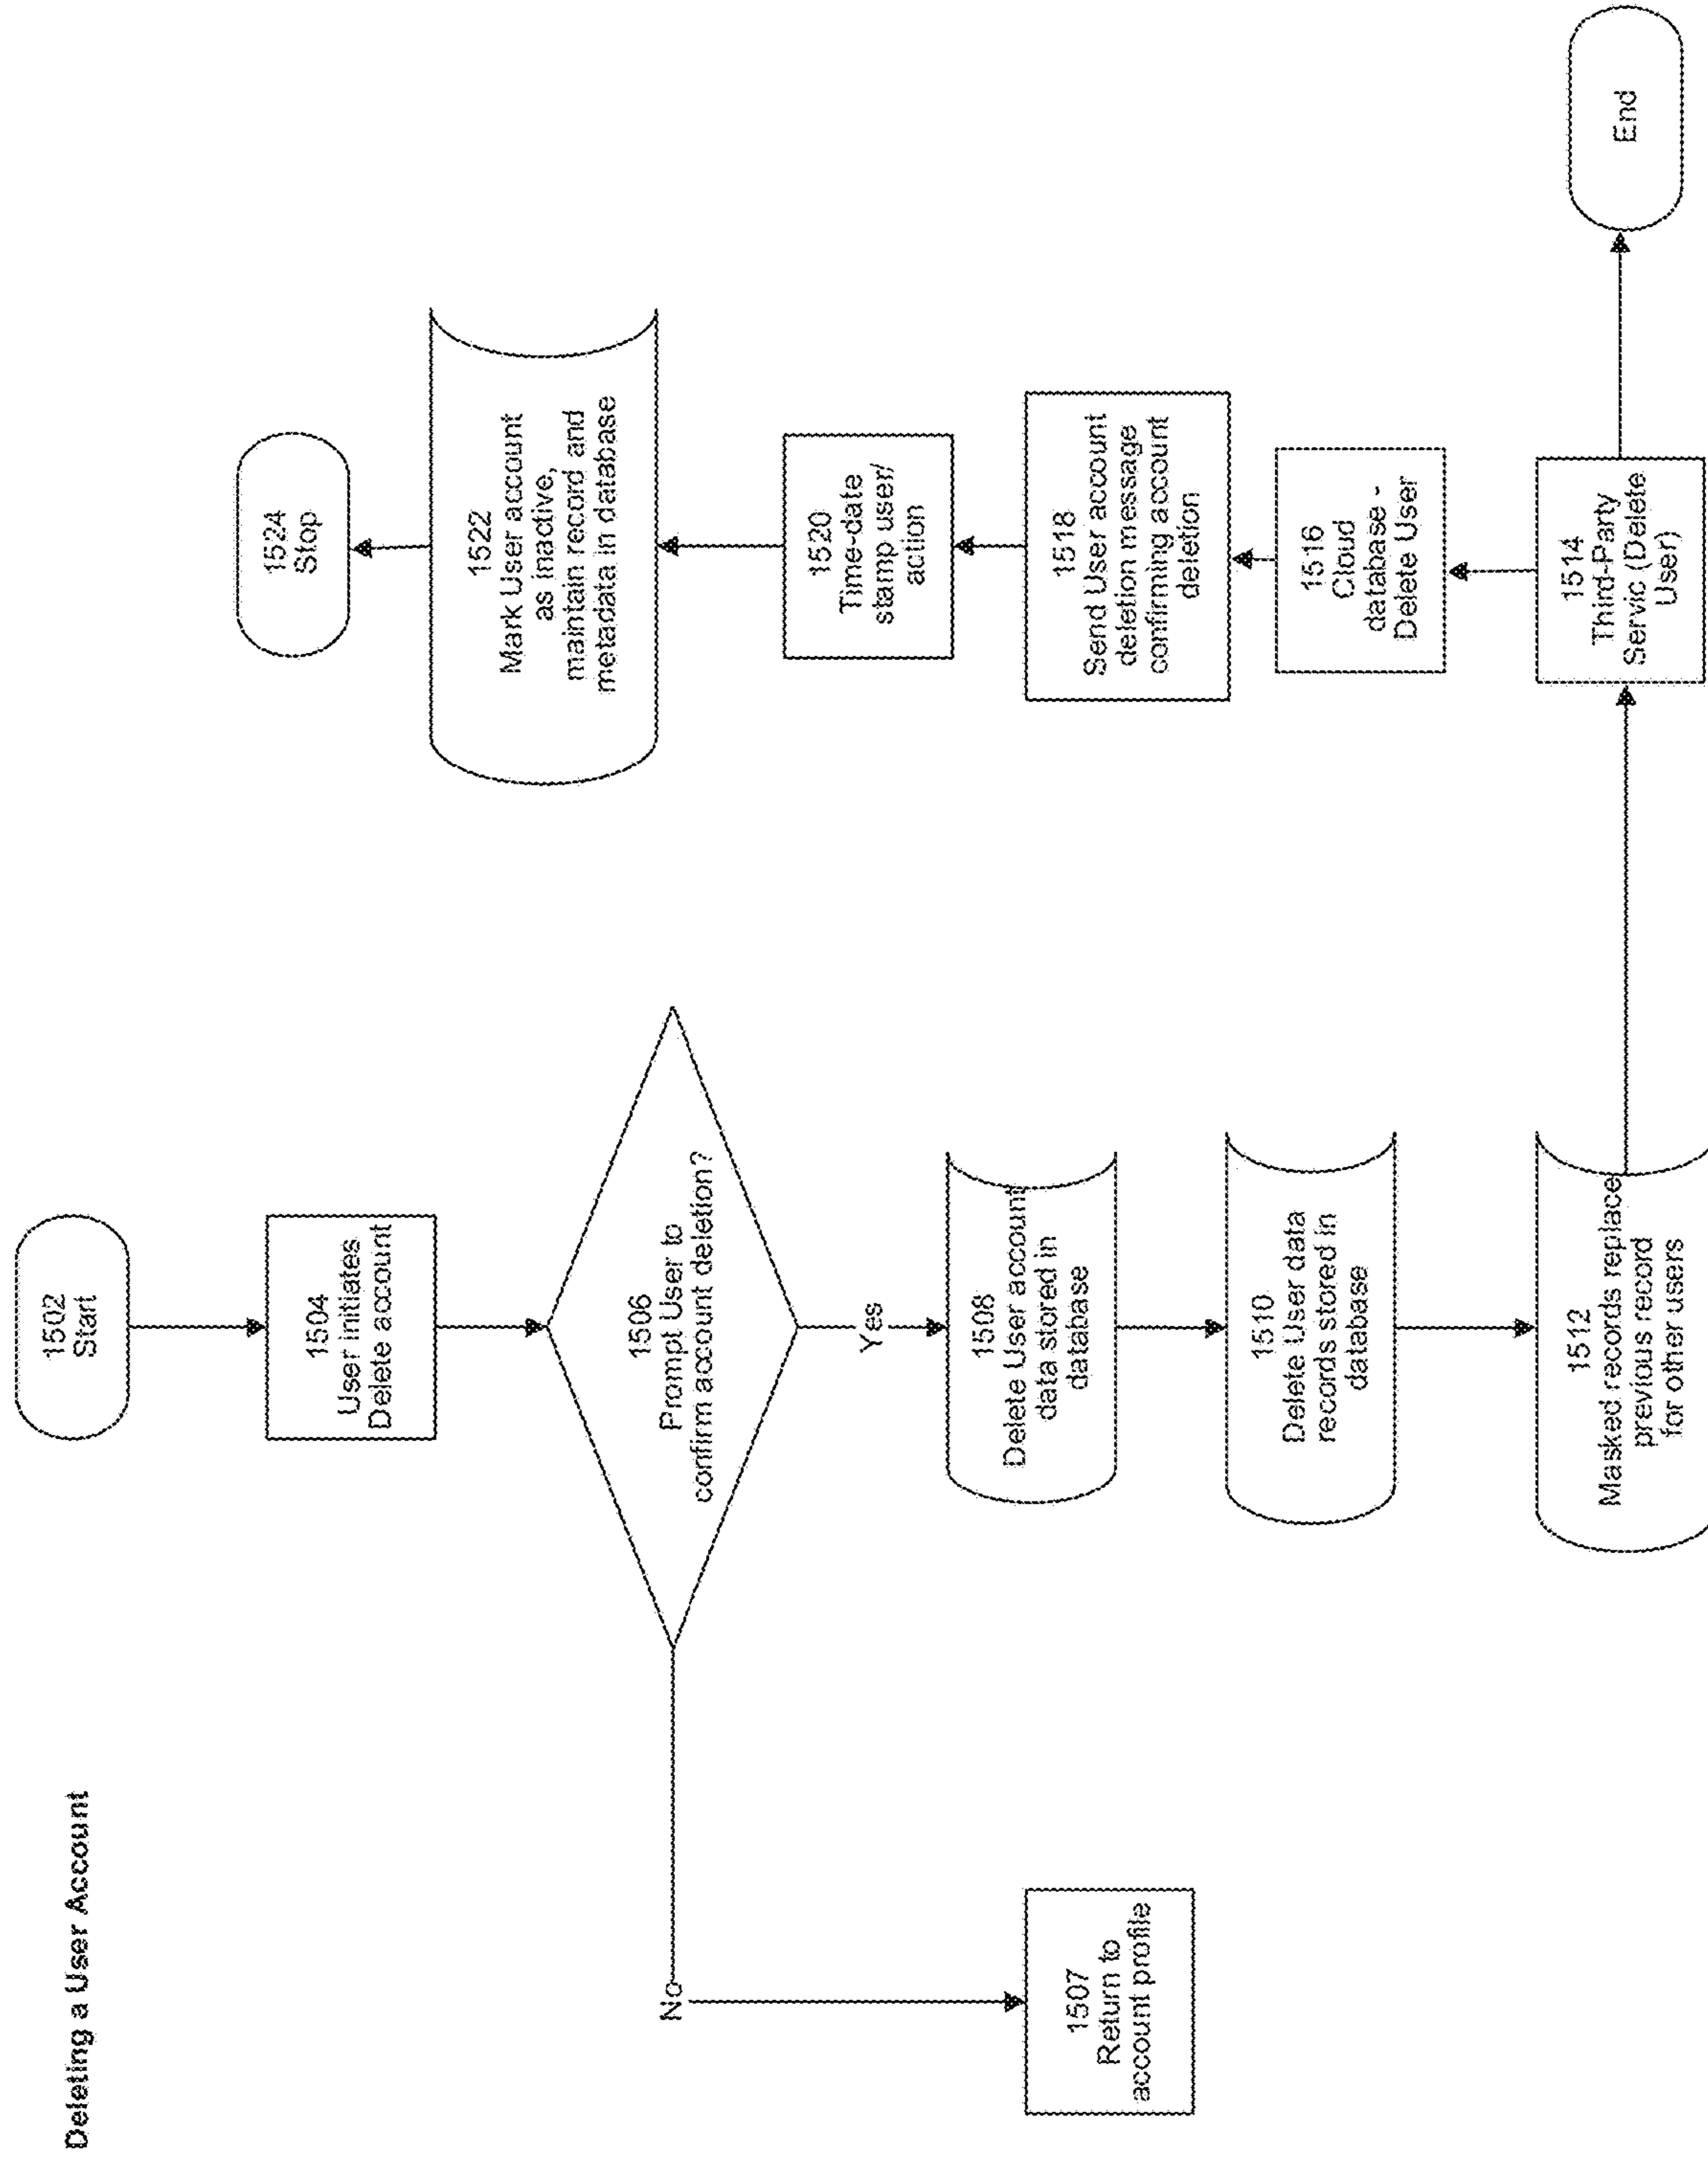 Deleting a User Account
1502
Start
1504
User initiates
Delete account
1506
Prompt User to
confirm account deletion?
No
Yes
1507
Return to
account profile
1508
Delete User account
data stored in
database
1510
Delete User data
records stored in
database
1512
Masked records replace
previous record
for other users
1514
Third-Party
Servic (Delete
User)
End
1516
Cloud
database -
Delete User
1518
Send User account
deletion message
confirming account
deletion
1520
Time-date
stamp user/
action
1522
Mark User account
as inactive,
maintain record and
metadata in database
1524
Stop